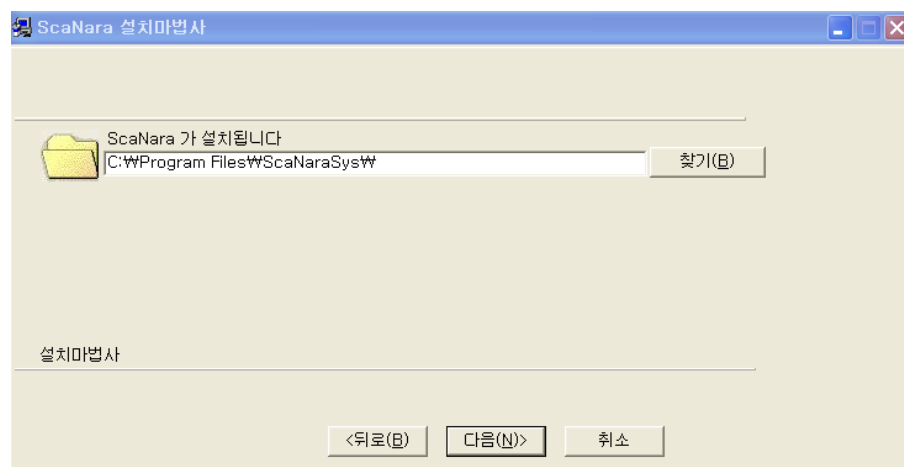 ScaNara 설치마법사
ScaNara 가 설치됩니다
C:₩Program Files₩ScaNaraSys₩
찾기(B)
설치마법사
<뒤로(B) 다음(N)> 취소